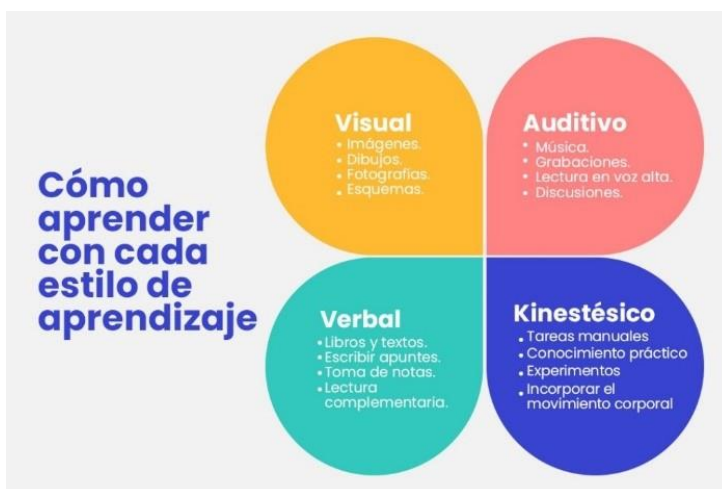 Cómo
aprender
con cada
estilo de
aprendizaje
Visual
• Imágenes.
• Dibujos.
• Fotografías.
• Esquemas.
Auditivo
• Música.
• Grabaciones.
• Lectura en voz alta.
• Discusiones.
Verbal
• Libros y textos.
• Escribir apuntes.
• Toma de notas.
• Lectura
complementaria.
Kinestésico
• Tareas manuales
• Conocimiento práctico
• Experimentos
• Incorporar el
movimiento corporal